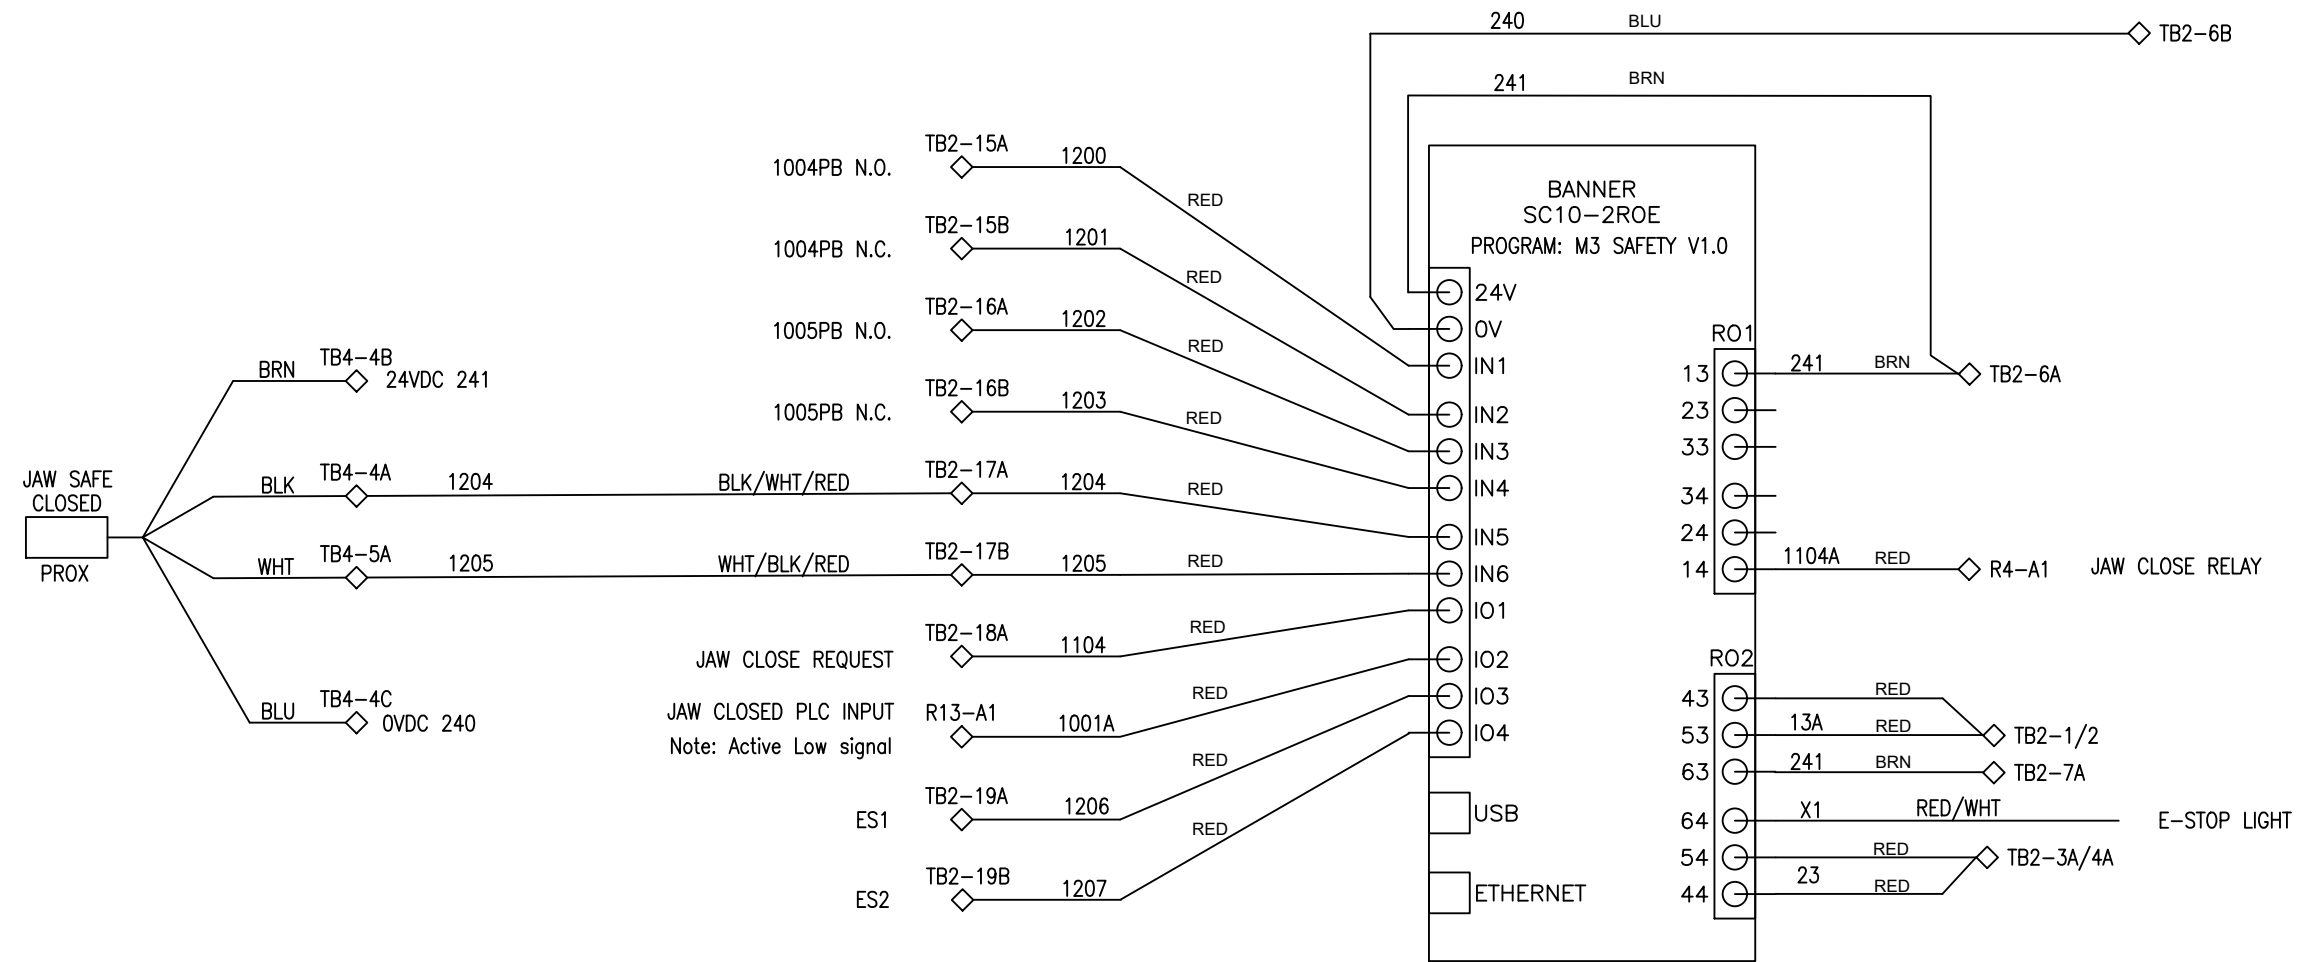 240 BLU TB2-6B
241 BRN
TB2-15A
1004PB N.O. 1200 RED
TB2-15B
1004PB N.C. 1201 RED
TB2-16A
1005PB N.O. 1202 RED
TB2-16B
1005PB N.C. 1203 RED
BANNER
SC10-2ROE
PROGRAM: M3 SAFETY V1.0
24V
0V
IN1
IN2
IN3
IN4
IN5
IN6
IO1
IO2
IO3
IO4
USB
ETHERNET
JAW SAFE
CLOSED
PROX
BRN TB4-4B
24VDC 241
BLK TB4-4A 1204 BLK/WHT/RED TB2-17A 1204 RED
WHT TB4-5A 1205 WHT/BLK/RED TB2-17B 1205 RED
BLU TB4-4C
0VDC 240
TB2-18A
JAW CLOSE REQUEST 1104 RED
JAW CLOSED PLC INPUT R13-A1 1001A RED
Note: Active Low signal
TB2-19A
ES1 1206 RED
TB2-19B
ES2 1207 RED
RO1
13 241 BRN TB2-6A
23
33
34
24
14 1104A RED R4-A1 JAW CLOSE RELAY
RO2
43 RED
53 13A RED TB2-1/2
63 241 BRN TB2-7A
64 X1 RED/WHT E-STOP LIGHT
54 RED TB2-3A/4A
44 23 RED